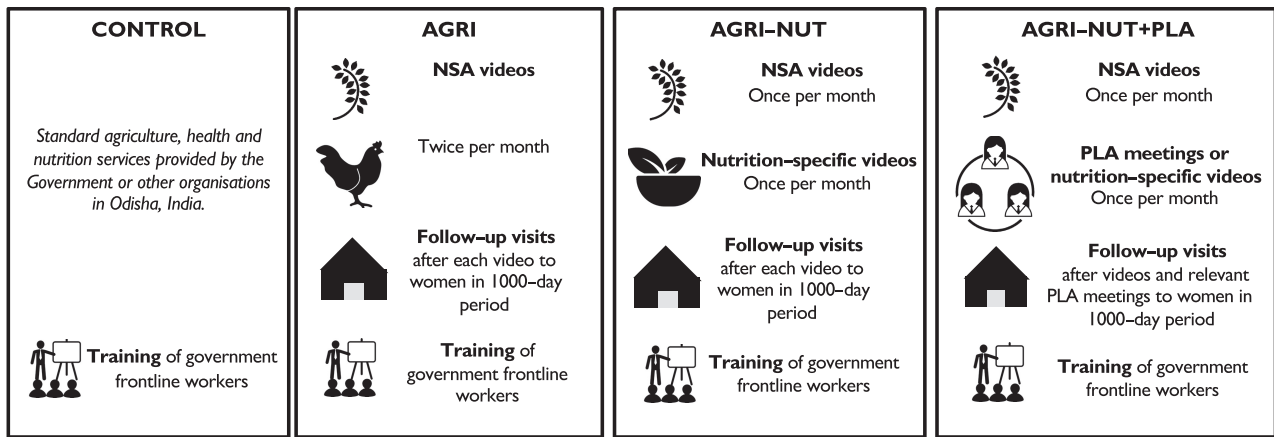 CONTROL
Standard agriculture, health and
nutrition services provided by the
Government or other organisations
in Odisha, India.
Training of government
frontline workers
AGRI
NSA videos
Twice per month
Follow–up visits
after each video to
women in 1000–day
period
Training of
government frontline
workers
AGRI–NUT
NSA videos
Once per month
Nutrition–specific videos
Once per month
Follow–up visits
after each video to
women in 1000–day
period
Training of government
frontline workers
AGRI–NUT+PLA
NSA videos
Once per month
PLA meetings or
nutrition–specific videos
Once per month
Follow–up visits
after videos and relevant
PLA meetings to women in
1000–day period
Training of government
frontline workers